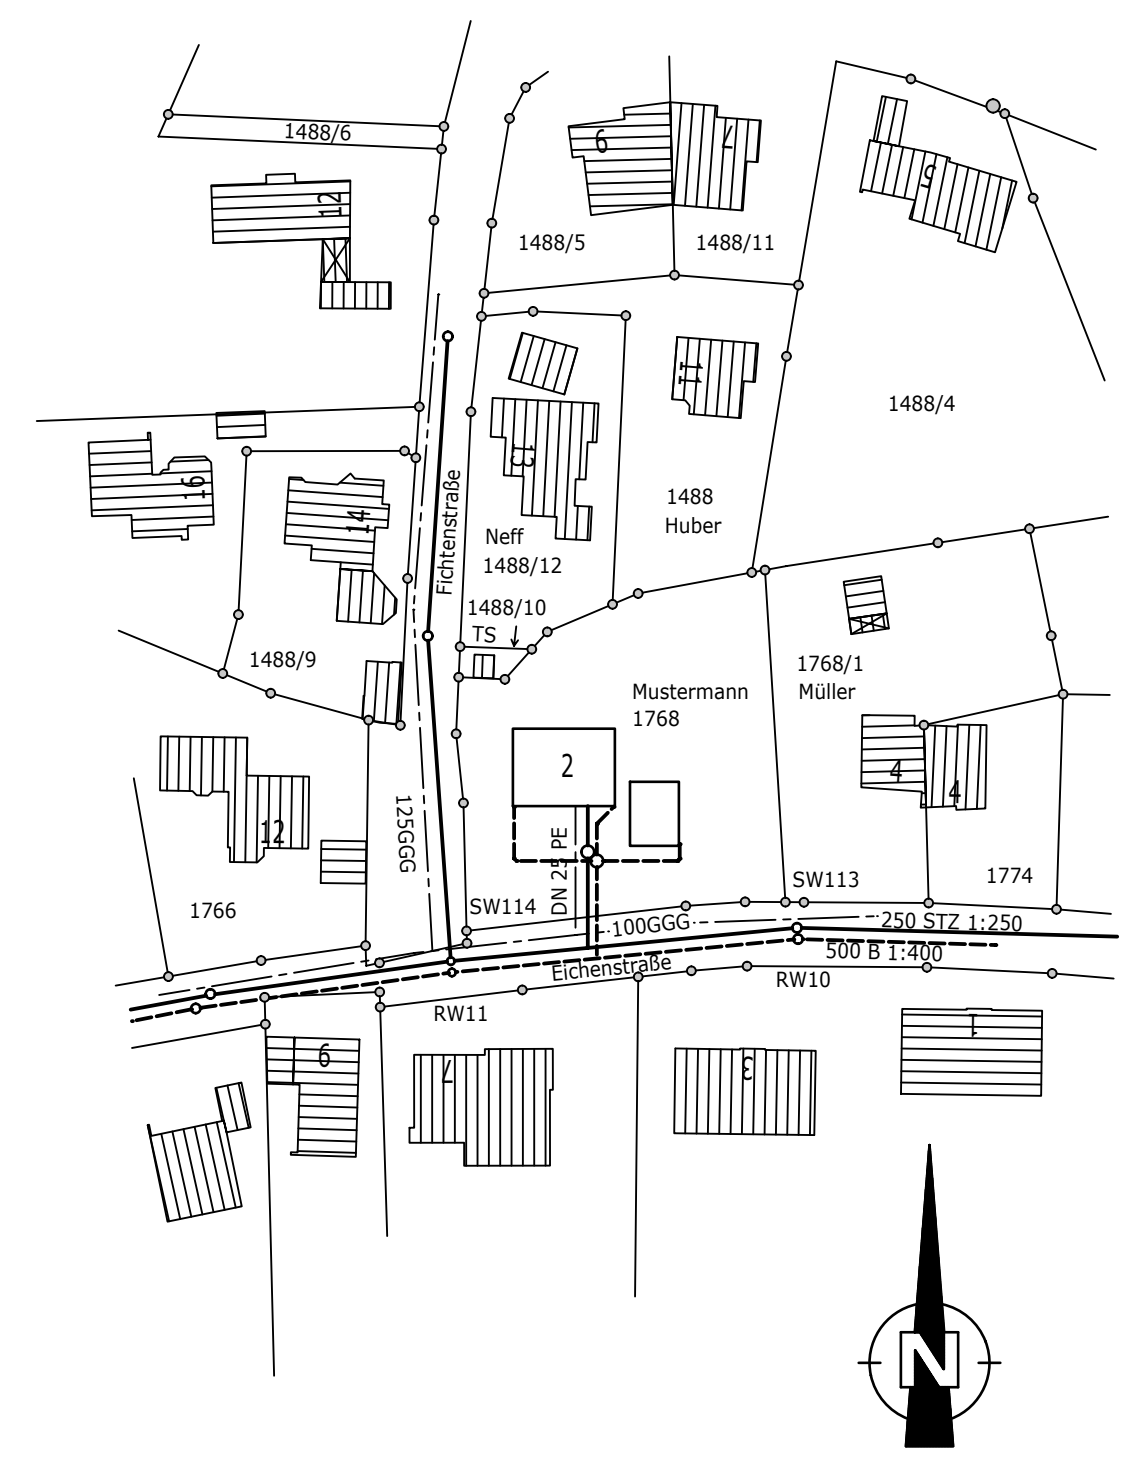 1488/6
12
6
7
5
1488/5
1488/11
11
1488/4
16
14
Fichtenstraße
13
1488
Huber
Neff
1488/12
1488/10
TS
1488/9
1768/1
Müller
Mustermann
1768
2
4
4
12
125GGG
DN 25 PE
1766
SW114
SW113
1774
100GGG
250 STZ 1:250
500 B 1:400
Eichenstraße
RW10
RW11
9
7
3
1
N